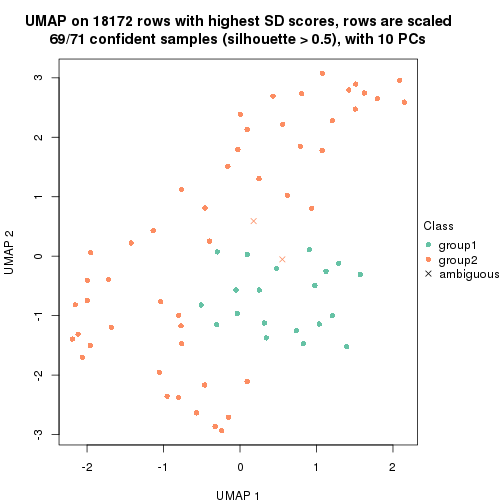 UMAP on 18172 rows with highest SD scores, rows are scaled
69/71 confident samples (silhouette > 0.5), with 10 PCs
3
2
1
0
-1
-2
-3
UMAP 2
-2
-1
0
1
2
UMAP 1
Class
group1
group2
ambiguous